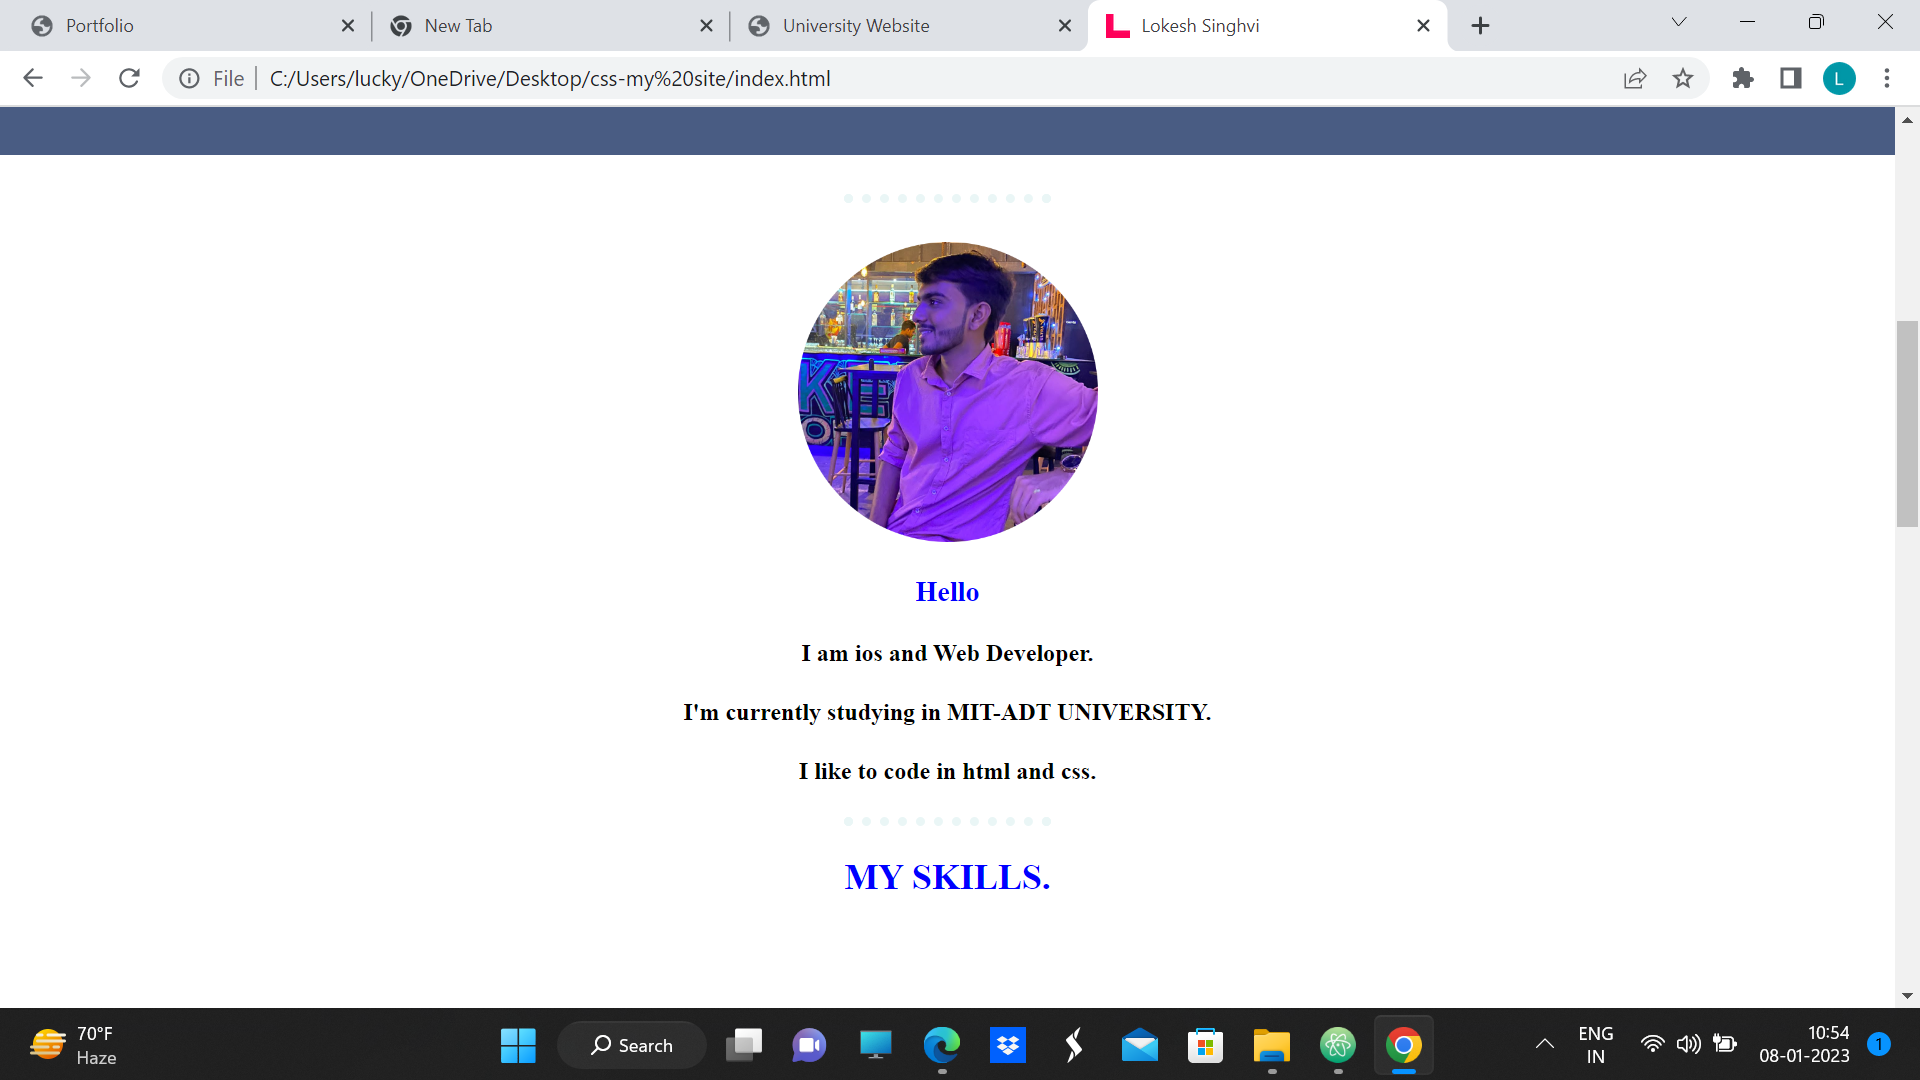 Portfolio
New Tab
University Website
Lokesh Singhvi
File
C:/Users/lucky/OneDrive/Desktop/css-my%20site/index.html
L
Hello
I am ios and Web Developer.
I'm currently studying in MIT-ADT UNIVERSITY.
I like to code in html and css.
MY SKILLS.
70°F
Haze
Search
ENG
IN
10:54
08-01-2023
1